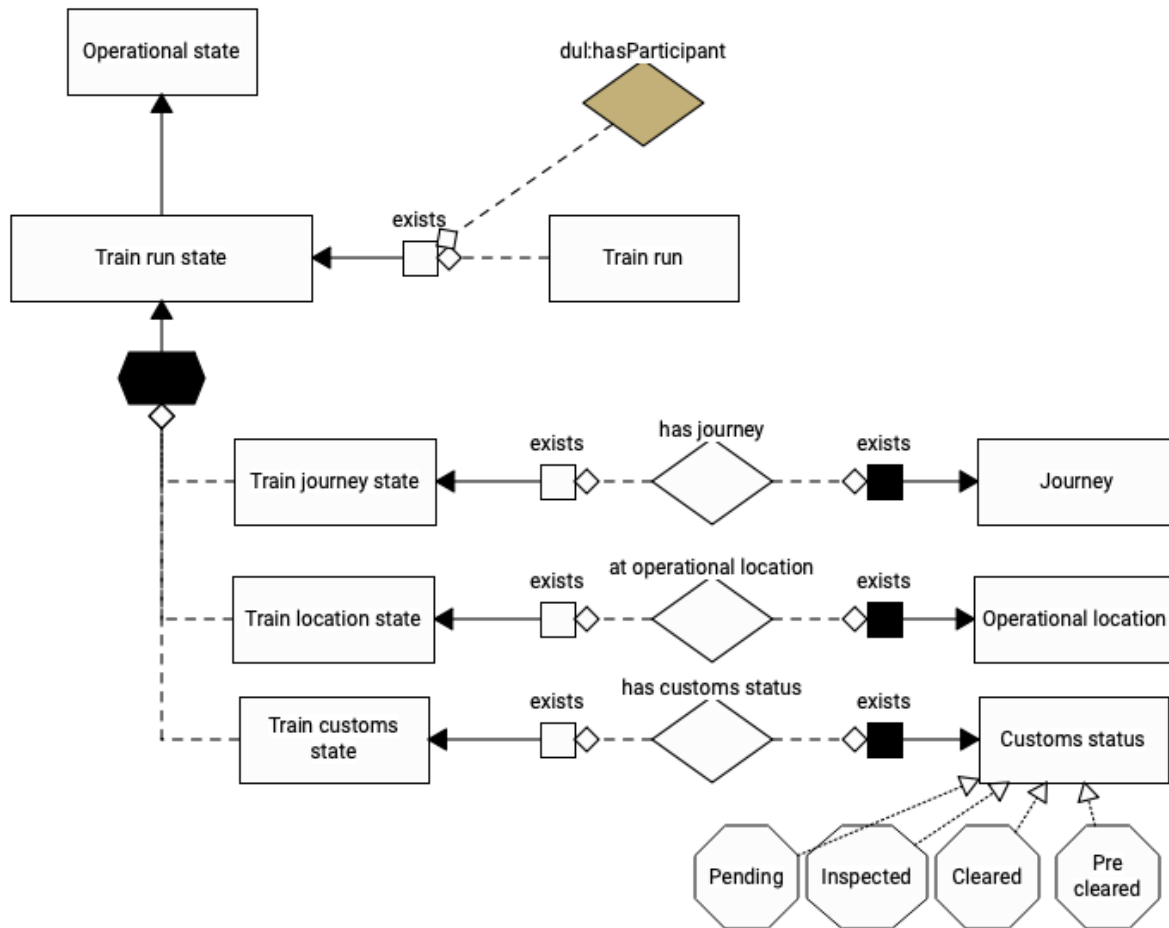 Operational state
dul:hasParticipant
exists
Train run state
Train run
has journey
exists
exists
Train journey state
Journey
at operational location
exists
exists
Train location state
Operational location
has customs status
exists
exists
Train customs
state
Customs status
Pending
Inspected
Cleared
Pre
cleared